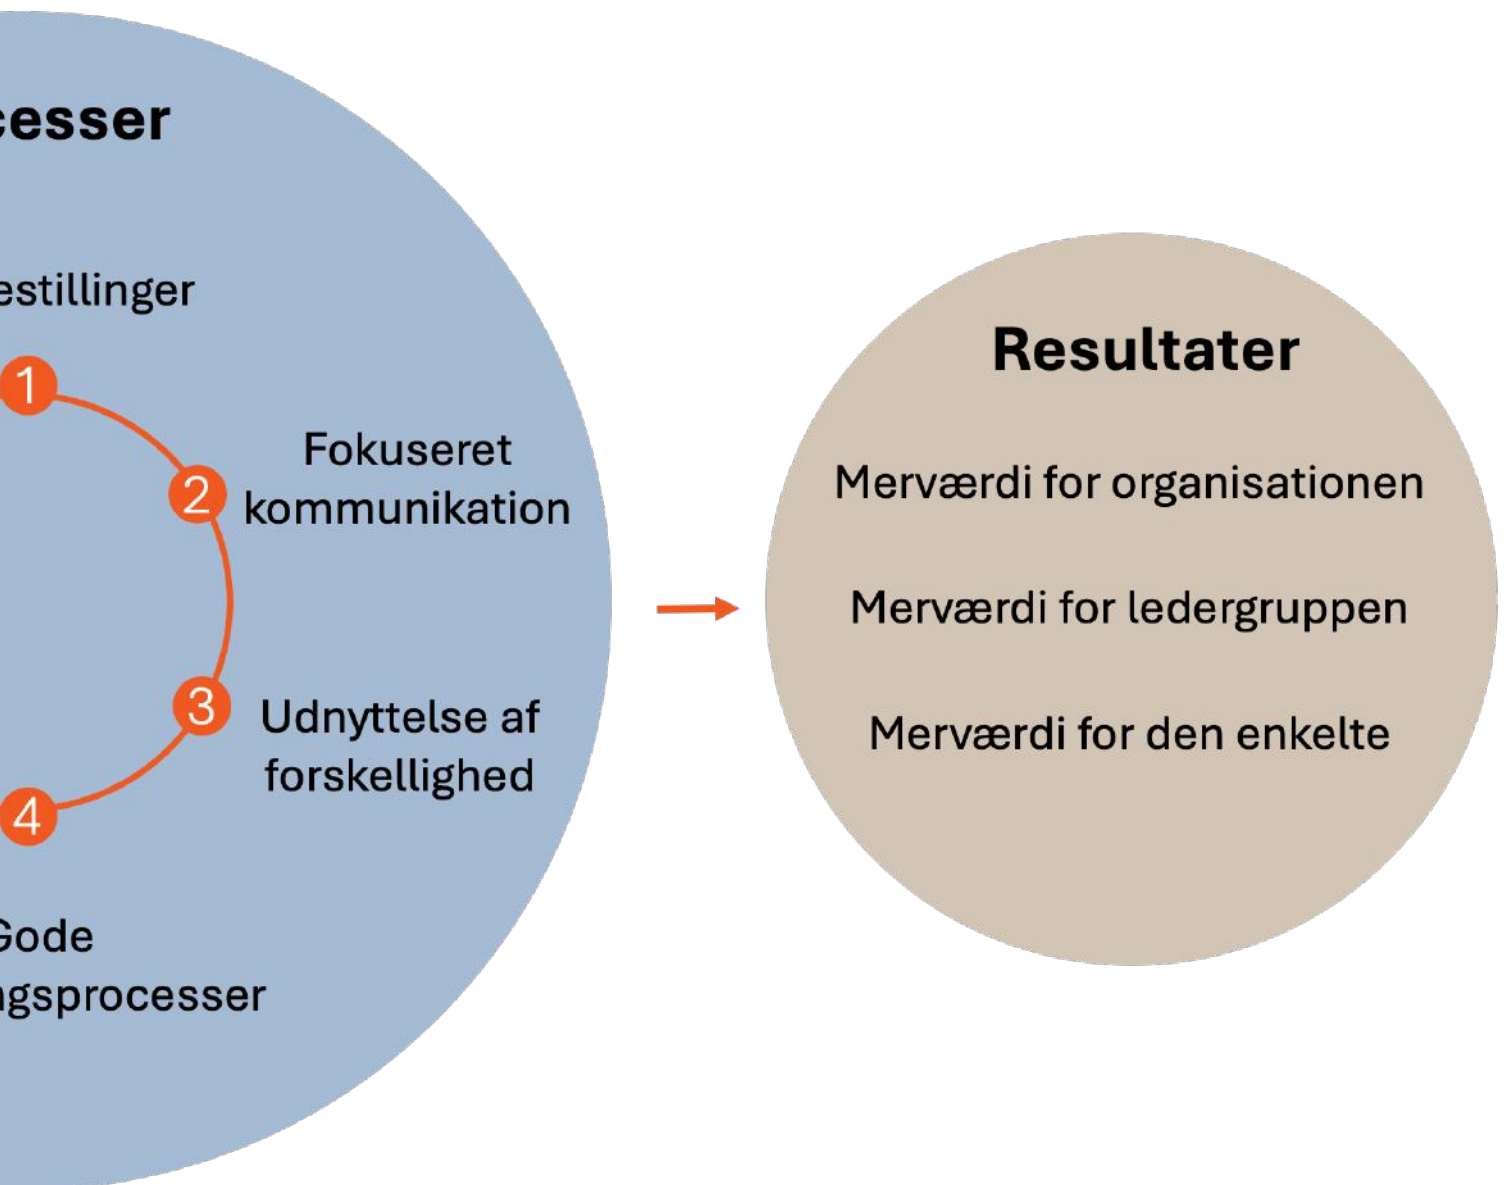 cesser
estillinger
1
2
Fokuseret
kommunikation
3
Udnyttelse af
forskellighed
4
Gode
ngsprocesser
Resultater
Merværdi for organisationen
Merværdi for ledergruppen
Merværdi for den enkelte